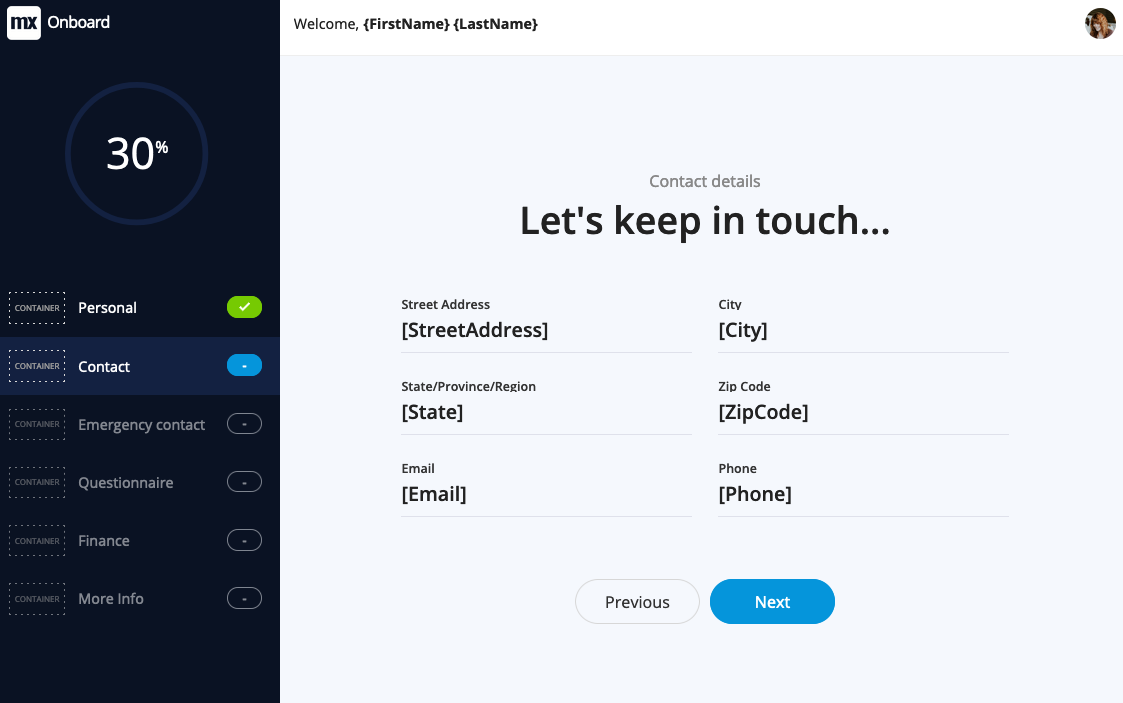 mx Onboard
Welcome, {FirstName} {LastName}
30%
CONTAINER Personal
CONTAINER Contact -
CONTAINER Emergency contact -
CONTAINER Questionnaire -
CONTAINER Finance -
CONTAINER More Info -
Contact details
Let's keep in touch...
Street Address
[StreetAddress]
City
[City]
State/Province/Region
[State]
Zip Code
[ZipCode]
Email
[Email]
Phone
[Phone]
Previous
Next